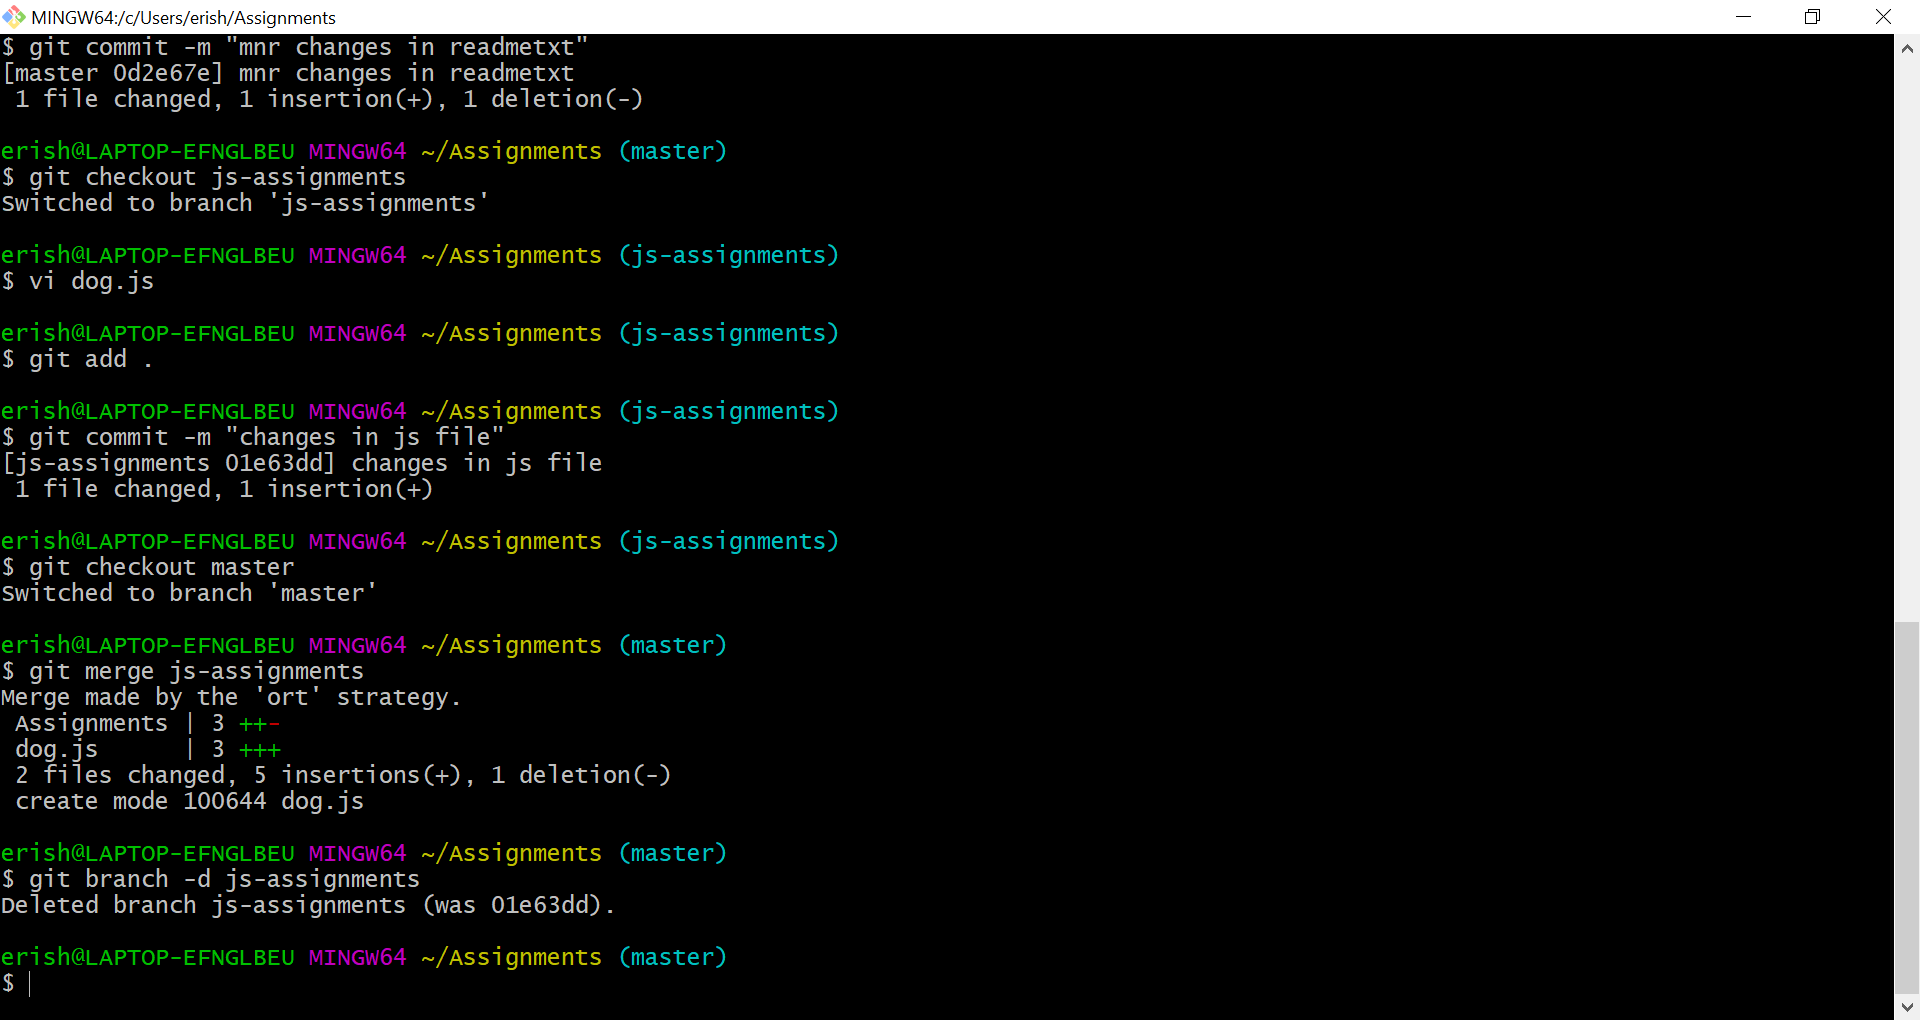 MINGW64:/c/Users/erish/Assignments
$ git commit -m "mnr changes in readmetxt"
[master 0d2e67e] mnr changes in readmetxt
 1 file changed, 1 insertion(+), 1 deletion(-)
erish@LAPTOP-EFNGLBEU MINGW64 ~/Assignments (master)
$ git checkout js-assignments
Switched to branch 'js-assignments'
erish@LAPTOP-EFNGLBEU MINGW64 ~/Assignments (js-assignments)
$ vi dog.js
erish@LAPTOP-EFNGLBEU MINGW64 ~/Assignments (js-assignments)
$ git add .
erish@LAPTOP-EFNGLBEU MINGW64 ~/Assignments (js-assignments)
$ git commit -m "changes in js file"
[js-assignments 01e63dd] changes in js file
 1 file changed, 1 insertion(+)
erish@LAPTOP-EFNGLBEU MINGW64 ~/Assignments (js-assignments)
$ git checkout master
Switched to branch 'master'
erish@LAPTOP-EFNGLBEU MINGW64 ~/Assignments (master)
$ git merge js-assignments
Merge made by the 'ort' strategy.
 Assignments | 3 ++-
 dog.js      | 3 +++
 2 files changed, 5 insertions(+), 1 deletion(-)
 create mode 100644 dog.js
erish@LAPTOP-EFNGLBEU MINGW64 ~/Assignments (master)
$ git branch -d js-assignments
Deleted branch js-assignments (was 01e63dd).
erish@LAPTOP-EFNGLBEU MINGW64 ~/Assignments (master)
$